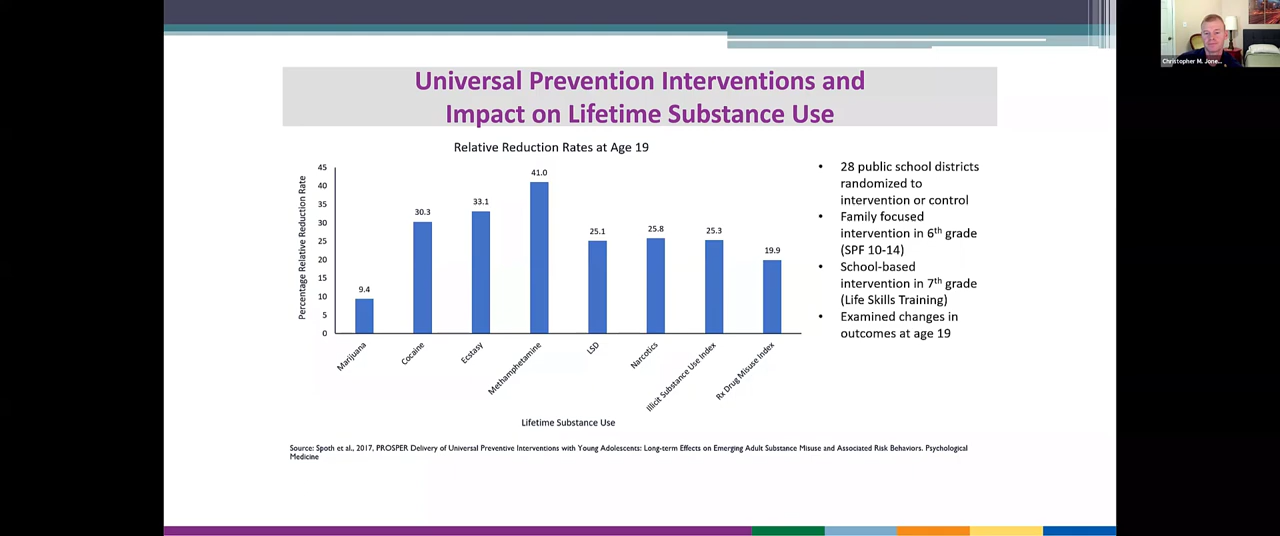 Universal Prevention Interventions and
Impact on Lifetime Substance Use
Christopher M. Jone...
Relative Reduction Rates at Age 19
Percentage Relative Reduction Rate
45
40
35
30
25
20
15
10
5
0
9.4
30.3
33.1
41.0
25.1
25.8
25.3
19.9
Marijuana
Cocaine
Ecstasy
Methamphetamine
LSD
Narcotics
Illicit Substance Use Index
Rx Drug Misuse Index
Lifetime Substance Use
• 28 public school districts
randomized to
intervention or control
• Family focused
intervention in 6th grade
(SPF 10-14)
• School-based
intervention in 7th grade
(Life Skills Training)
• Examined changes in
outcomes at age 19
Source: Spoth et al., 2017, PROSPER Delivery of Universal Preventive Interventions with Young Adolescents: Long-term Effects on Emerging Adult Substance Misuse and Associated Risk Behaviors. Psychological
Medicine